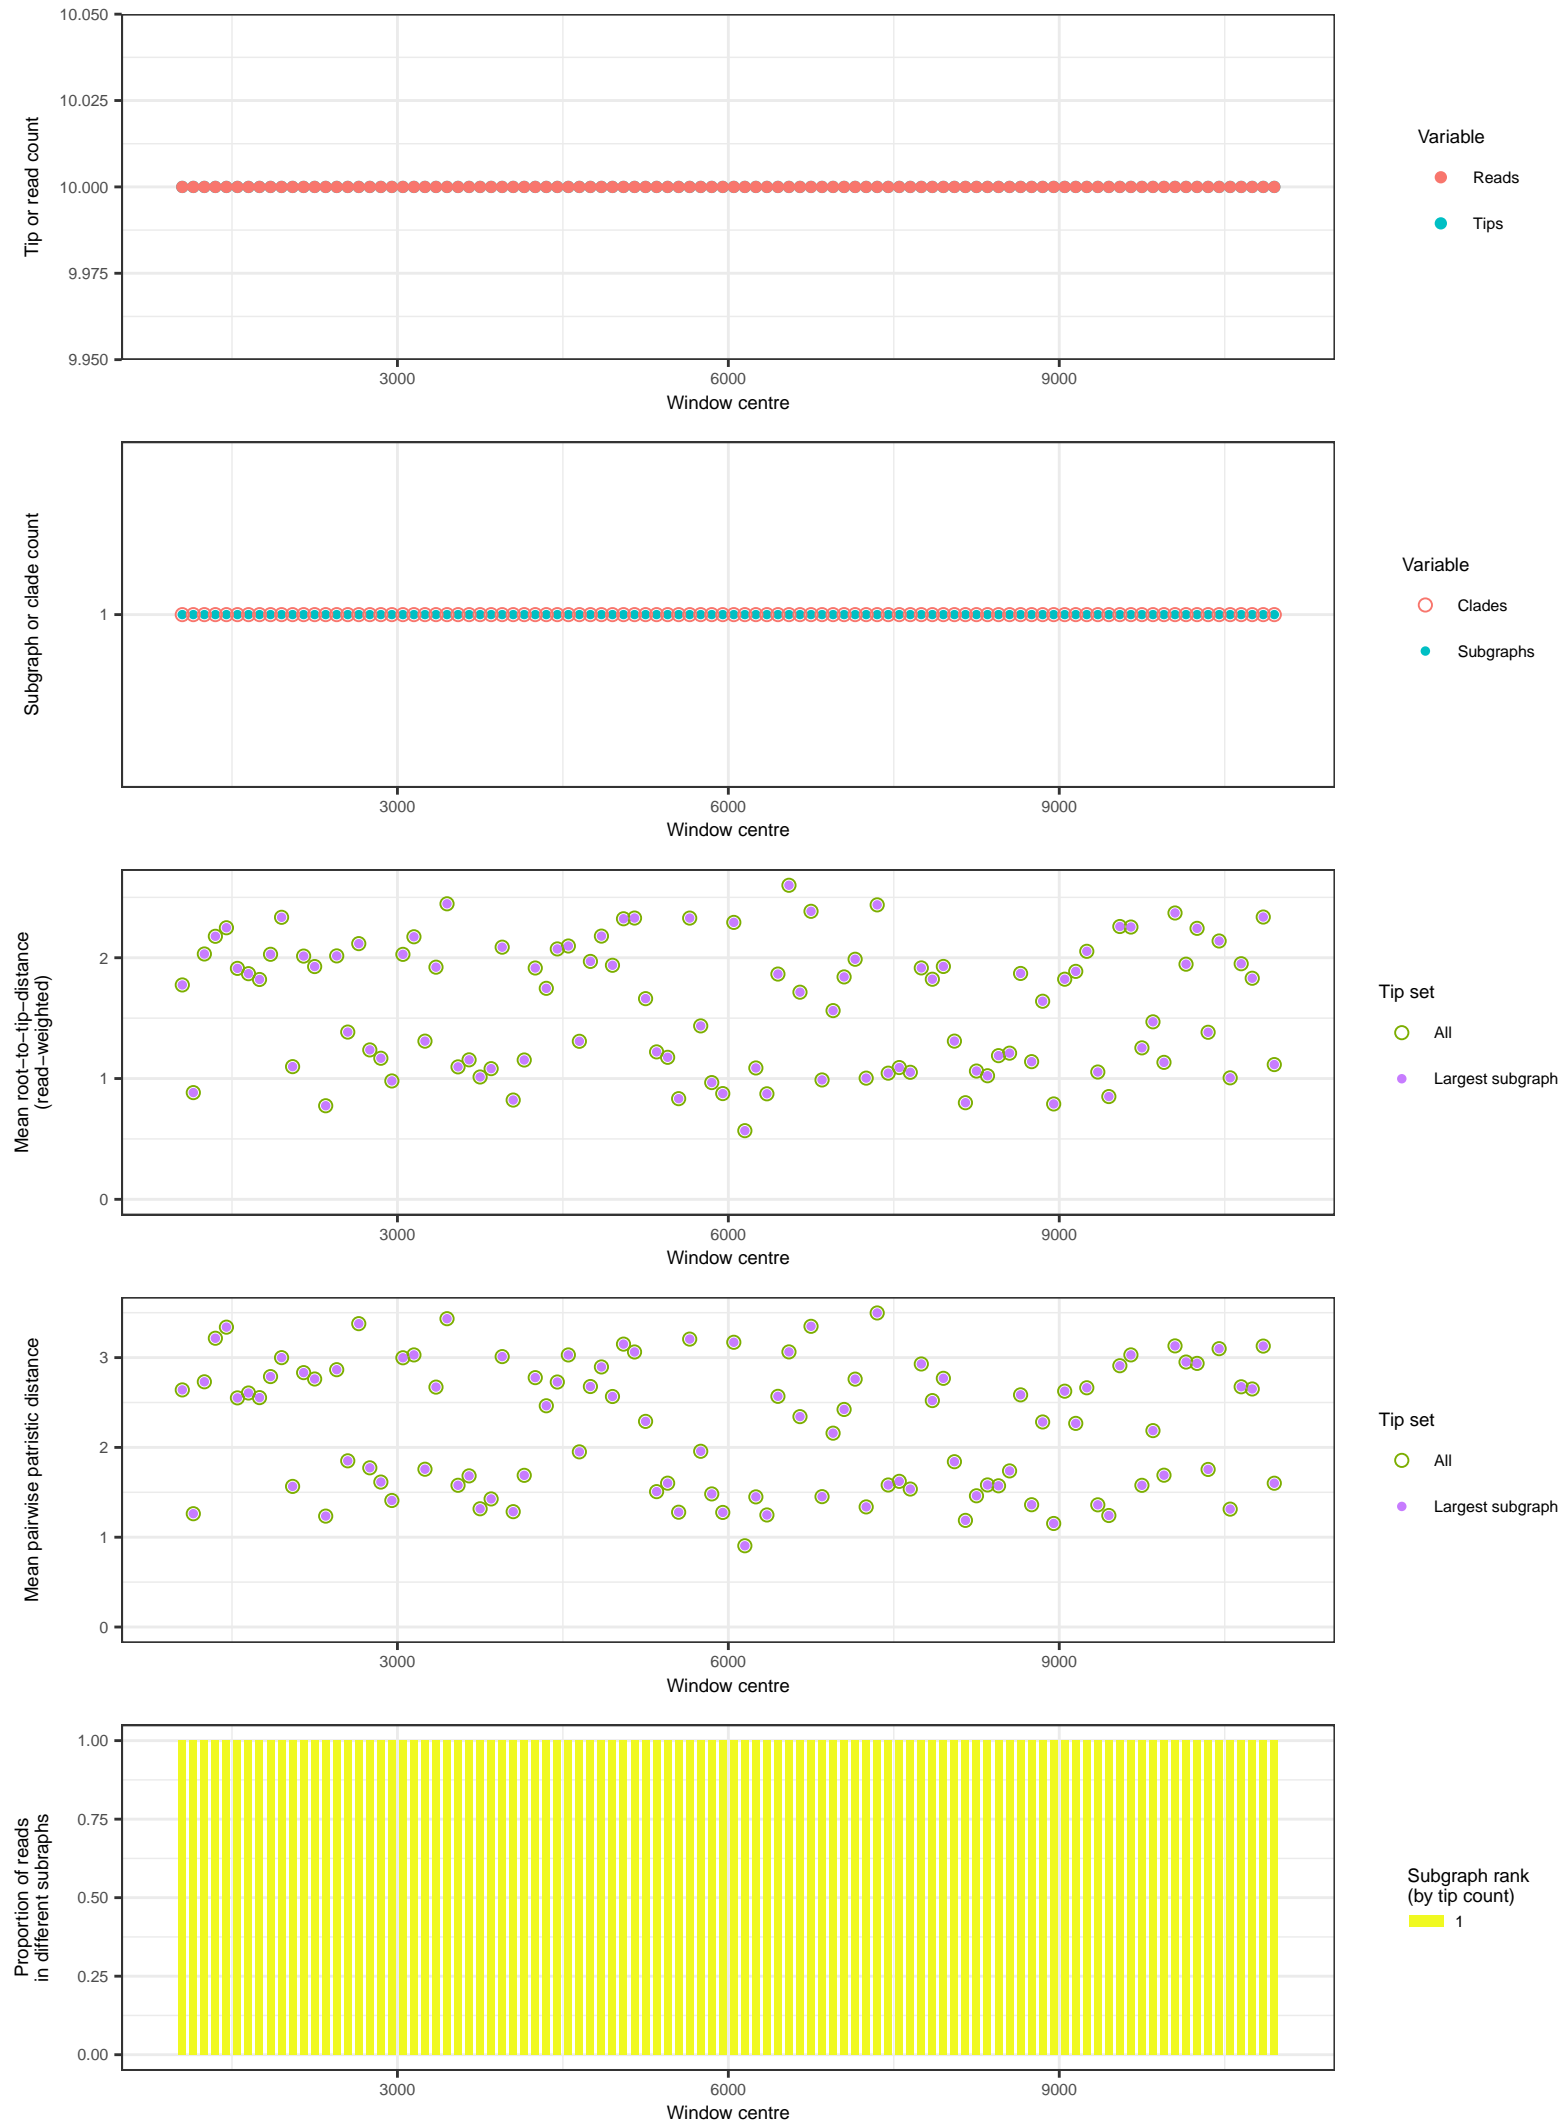 10.050
10.025
10.000
9.975
9.950
Tip or read count
3000
6000
9000
Window centre
Variable
Reads
Tips
1
Subgraph or clade count
3000
6000
9000
Window centre
Variable
Clades
Subgraphs
2
1
0
Mean root−to−tip−distance
(read−weighted)
3000
6000
9000
Window centre
Tip set
All
Largest subgraph
3
2
1
0
Mean pairwise patristic distance
3000
6000
9000
Window centre
Tip set
All
Largest subgraph
1.00
0.75
0.50
0.25
0.00
Proportion of reads
in different subraphs
3000
6000
9000
Window centre
Subgraph rank
(by tip count)
1